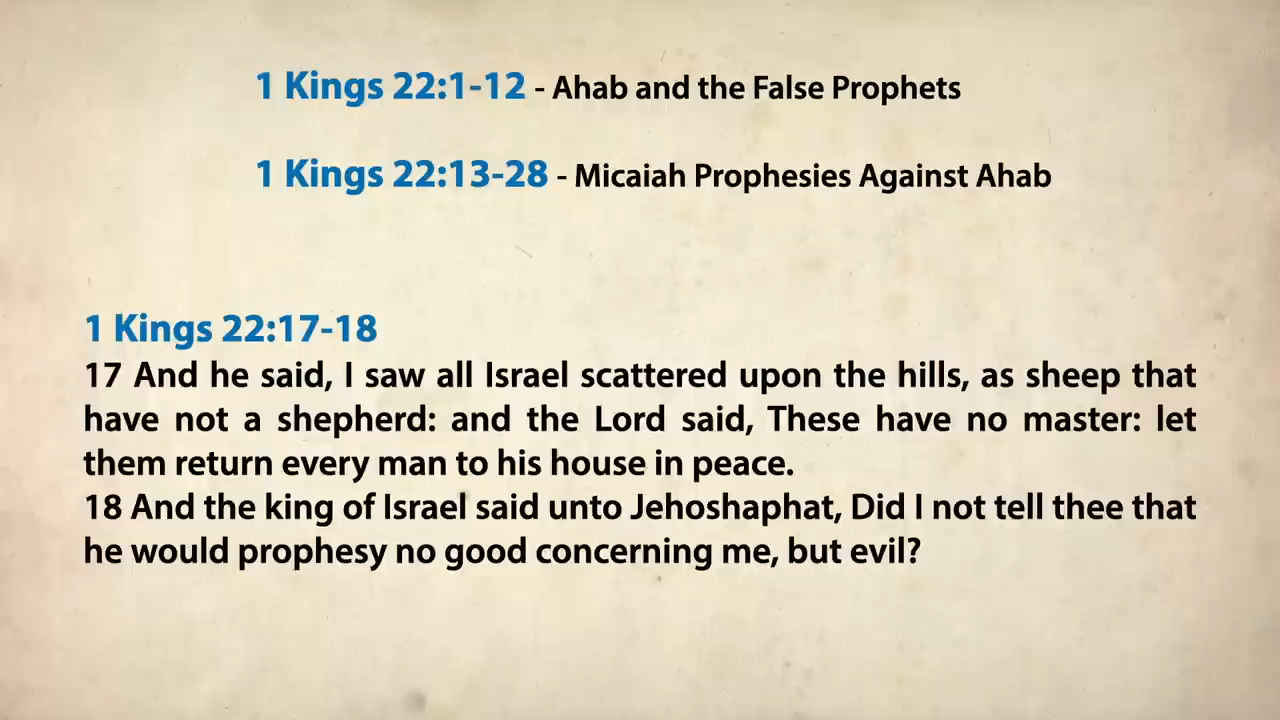 1 Kings 22:1-12 - Ahab and the False Prophets
1 Kings 22:13-28 - Micaiah Prophesies Against Ahab
1 Kings 22:17-18
17 And he said, I saw all Israel scattered upon the hills, as sheep that
have not a shepherd: and the Lord said, These have no master: let
them return every man to his house in peace.
18 And the king of Israel said unto Jehoshaphat, Did I not tell thee that
he would prophesy no good concerning me, but evil?